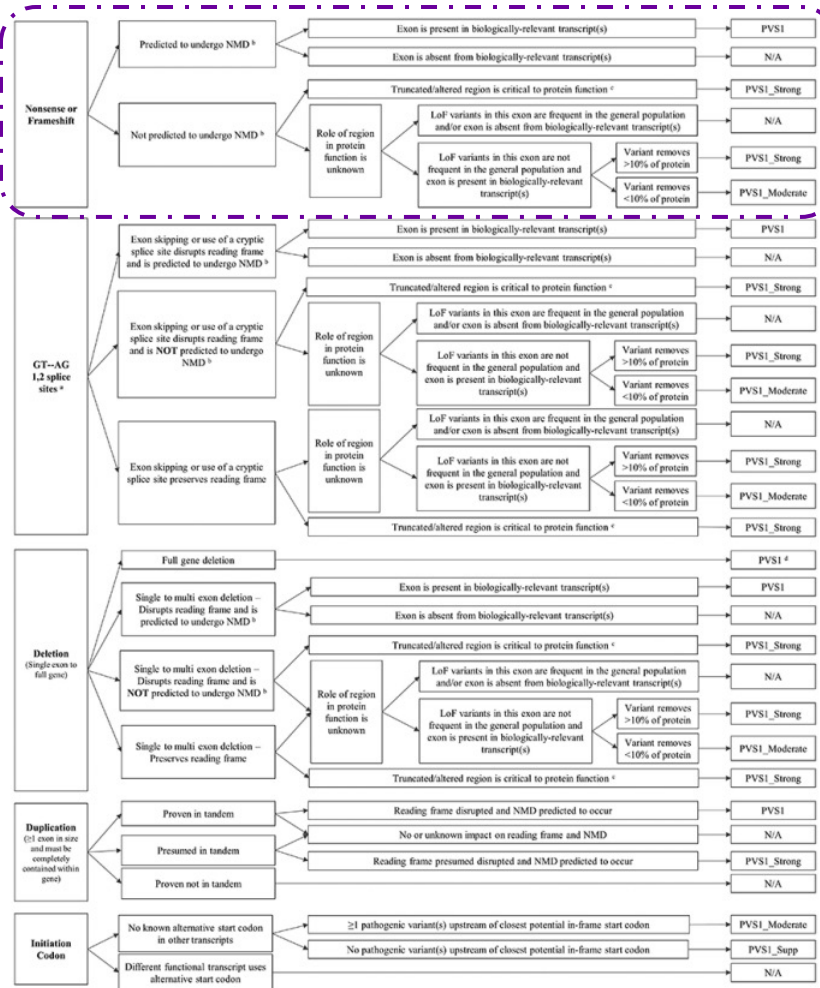 Nonsense or
Frameshift
Predicted to undergo NMD b
Exon is present in biologically-relevant transcript(s)
PVS1
Exon is absent from biologically-relevant transcript(s)
N/A
Not predicted to undergo NMD b
Truncated/altered region is critical to protein function c
PVS1_Strong
Role of region
in protein
function is
unknown
LoF variants in this exon are frequent in the general population
and/or exon is absent from biologically-relevant transcript(s)
N/A
LoF variants in this exon are not
frequent in the general population and
exon is present in biologically-relevant
transcript(s)
Variant removes
>10% of protein
PVS1_Strong
Variant removes
<10% of protein
PVS1_Moderate
GT--AG
1,2 splice
sites a
Exon skipping or use of a cryptic
splice site disrupts reading frame
and is predicted to undergo NMD b
Exon is present in biologically-relevant transcript(s)
PVS1
Exon is absent from biologically-relevant transcript(s)
N/A
Exon skipping or use of a cryptic
splice site disrupts reading frame
and is NOT predicted to undergo
NMD b
Truncated/altered region is critical to protein function c
PVS1_Strong
Role of region
in protein
function is
unknown
LoF variants in this exon are frequent in the general population
and/or exon is absent from biologically-relevant transcript(s)
N/A
LoF variants in this exon are not
frequent in the general population and
exon is present in biologically-relevant
transcript(s)
Variant removes
>10% of protein
PVS1_Strong
Variant removes
<10% of protein
PVS1_Moderate
Exon skipping or use of a cryptic
splice site preserves reading frame
Role of region
in protein
function is
unknown
LoF variants in this exon are frequent in the general population
and/or exon is absent from biologically-relevant transcript(s)
N/A
LoF variants in this exon are not
frequent in the general population and
exon is present in biologically-relevant
transcript(s)
Variant removes
>10% of protein
PVS1_Strong
Variant removes
<10% of protein
PVS1_Moderate
Truncated/altered region is critical to protein function c
PVS1_Strong
Deletion
(Single exon to
full gene)
Full gene deletion
PVS1 d
Single to multi exon deletion –
Disrupts reading frame and is
predicted to undergo NMD b
Exon is present in biologically-relevant transcript(s)
PVS1
Exon is absent from biologically-relevant transcript(s)
N/A
Single to multi exon deletion –
Disrupts reading frame and is
NOT predicted to undergo NMD b
Truncated/altered region is critical to protein function c
PVS1_Strong
Role of region
in protein
function is
unknown
LoF variants in this exon are frequent in the general population
and/or exon is absent from biologically-relevant transcript(s)
N/A
LoF variants in this exon are not
frequent in the general population and
exon is present in biologically-relevant
transcript(s)
Variant removes
>10% of protein
PVS1_Strong
Variant removes
<10% of protein
PVS1_Moderate
Single to multi exon deletion –
Preserves reading frame
Truncated/altered region is critical to protein function c
PVS1_Strong
Duplication
(≥1 exon in size
and must be
completely
contained within
gene)
Proven in tandem
Reading frame disrupted and NMD predicted to occur
PVS1
Presumed in tandem
No or unknown impact on reading frame and NMD
N/A
Reading frame presumed disrupted and NMD predicted to occur
PVS1_Strong
Proven not in tandem
N/A
Initiation
Codon
No known alternative start codon
in other transcripts
≥1 pathogenic variant(s) upstream of closest potential in-frame start codon
PVS1_Moderate
No pathogenic variant(s) upstream of closest potential in-frame start codon
PVS1_Supp
Different functional transcript uses
alternative start codon
N/A